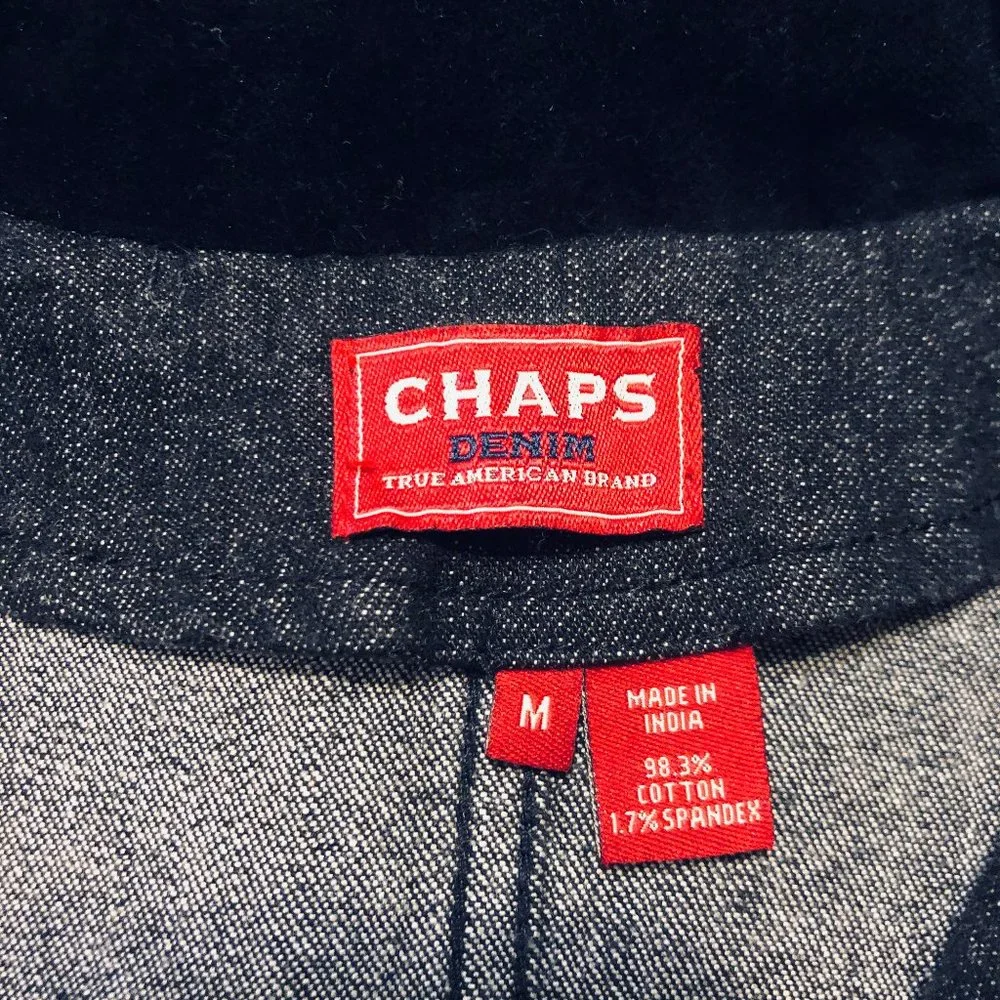 CHAPS
DENIM
TRUE AMERICAN BRAND
M
MADE IN
INDIA
98.3%
COTTON
1.7% SPANDEX